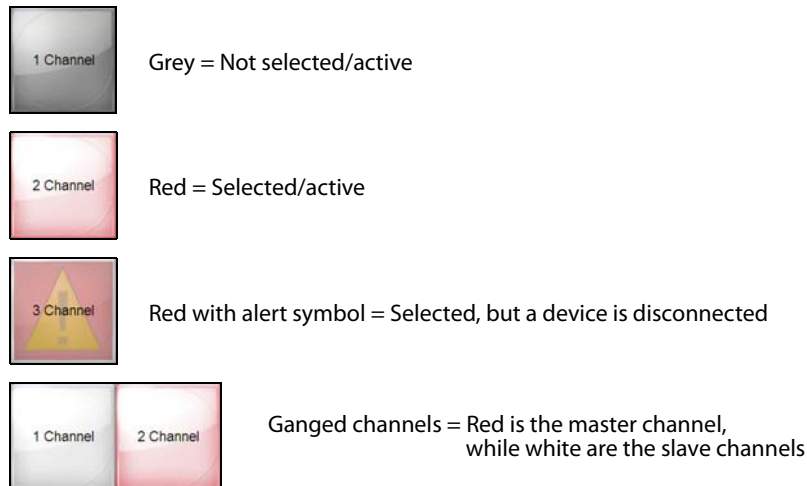 1 Channel
Grey = Not selected/active
2 Channel
Red = Selected/active
3 Channel
Red with alert symbol = Selected, but a device is disconnected
1 Channel
2 Channel
Ganged channels = Red is the master channel,
while white are the slave channels